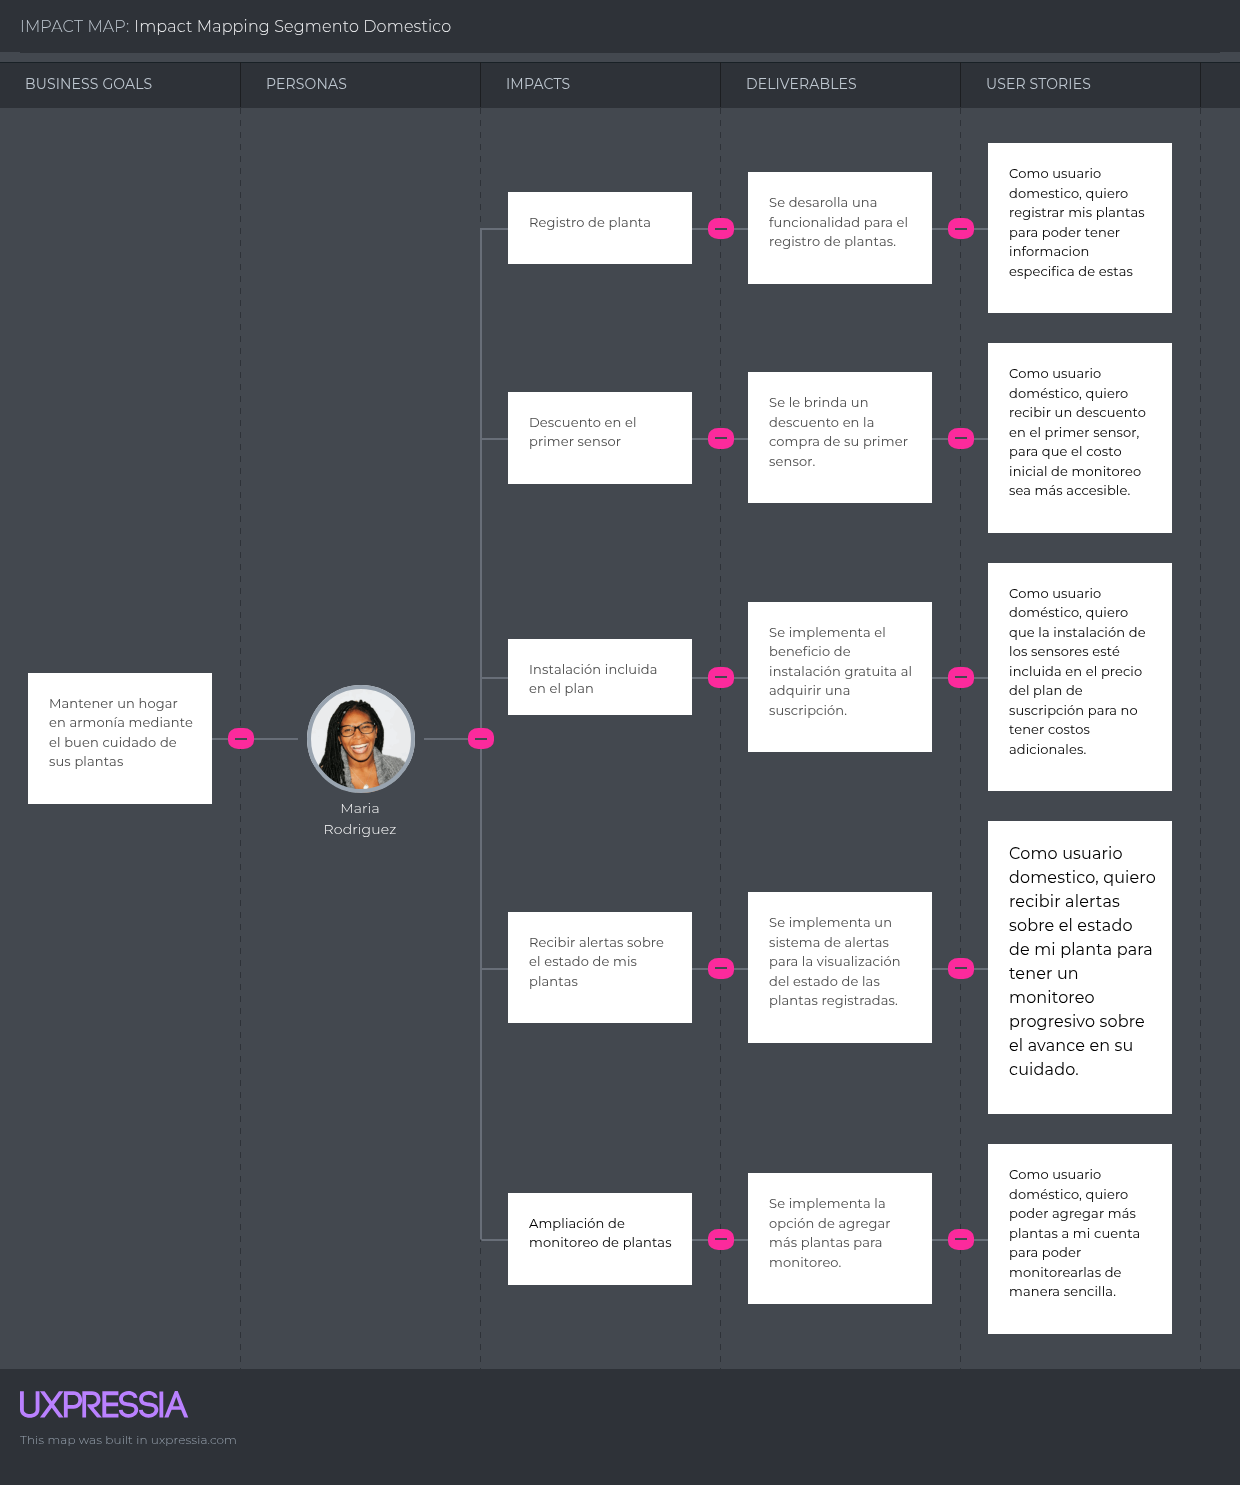 IMPACT MAP: Impact Mapping Segmento Domestico
BUSINESS GOALS
PERSONAS
IMPACTS
DELIVERABLES
USER STORIES
Mantener un hogar
en armonía mediante
el buen cuidado de
sus plantas
Maria
Rodriguez
Registro de planta
Se desarolla una
funcionalidad para el
registro de plantas.
Como usuario
domestico, quiero
registrar mis plantas
para poder tener
informacion
especifica de estas
Descuento en el
primer sensor
Se le brinda un
descuento en la
compra de su primer
sensor.
Como usuario
doméstico, quiero
recibir un descuento
en el primer sensor,
para que el costo
inicial de monitoreo
sea más accesible.
Instalación incluida
en el plan
Se implementa el
beneficio de
instalación gratuita al
adquirir una
suscripción.
Como usuario
doméstico, quiero
que la instalación de
los sensores esté
incluida en el precio
del plan de
suscripción para no
tener costos
adicionales.
Recibir alertas sobre
el estado de mis
plantas
Se implementa un
sistema de alertas
para la visualización
del estado de las
plantas registradas.
Como usuario
domestico, quiero
recibir alertas
sobre el estado
de mi planta para
tener un
monitoreo
progresivo sobre
el avance en su
cuidado.
Ampliación de
monitoreo de plantas
Se implementa la
opción de agregar
más plantas para
monitoreo.
Como usuario
doméstico, quiero
poder agregar más
plantas a mi cuenta
para poder
monitorearlas de
manera sencilla.
UXPRESSIA
This map was built in uxpressia.com